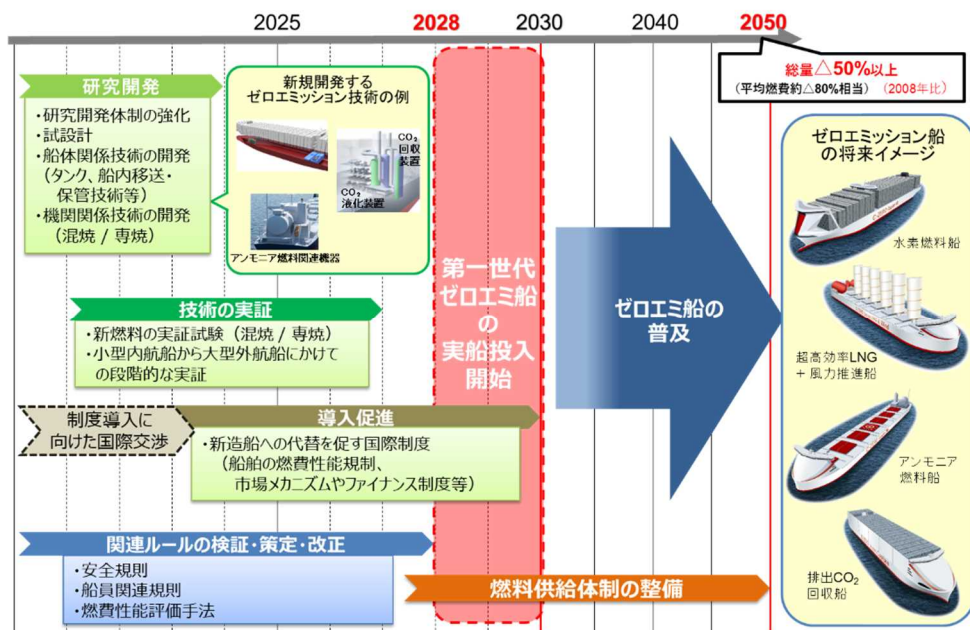 2025
2028
2030
2040
2050
総量△50%以上
(平均燃費約△80%相当) (2008年比)
研究開発
・研究開発体制の強化
・試設計
・船体関係技術の開発
(タンク、船内移送・
保管技術等)
・機関関係技術の開発
(混焼 / 専焼)
新規開発する
ゼロエミッション技術の例
CO₂
回収
装置
CO₂
液化装置
アンモニア燃料関連機器
技術の実証
・新燃料の実証試験（混焼 / 専焼）
・小型内航船から大型外航船にかけて
の段階的な実証
制度導入に
向けた国際交渉
導入促進
・新造船への代替を促す国際制度
（船舶の燃費性能規制、
市場メカニズムやファイナンス制度等）
関連ルールの検証・策定・改正
・安全規則
・船員関連規則
・燃費性能評価手法
第一世代
ゼロエミ船
の
実船投入
開始
ゼロエミ船の
普及
燃料供給体制の整備
ゼロエミッション船
の将来イメージ
水素燃料船
超高効率LNG
+ 風力推進船
アンモニア
燃料船
排出CO₂
回収船